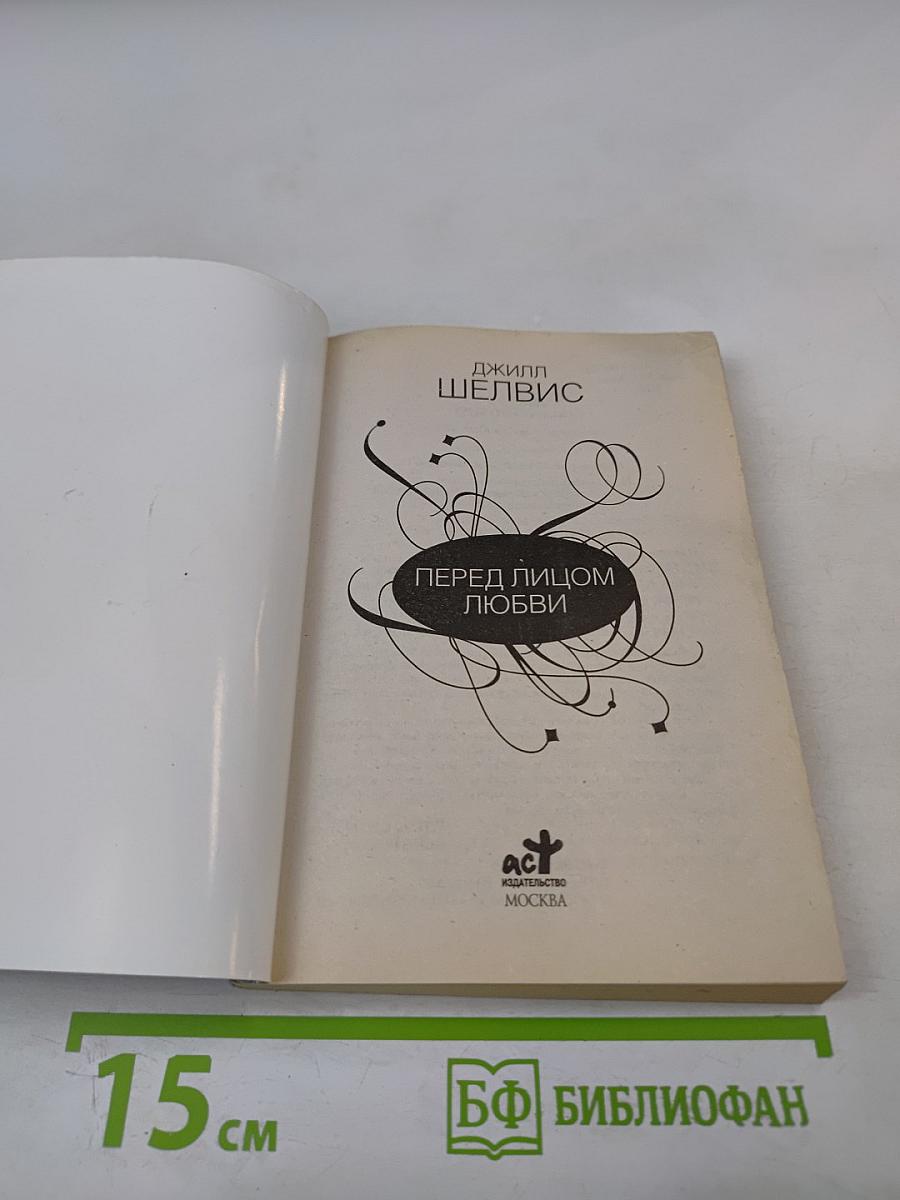 ДЖИЛЛ
ШЕЛВИС
ПЕРЕД ЛИЦОМ
ЛЮБВИ
аст
ИЗДАТЕЛЬСТВО
МОСКВА
15 см
БФ БИБЛИОФАН